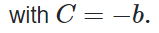 with C = −b.